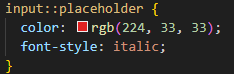 input::placeholder {
  color: rgb(224, 33, 33);
  font-style: italic;
}